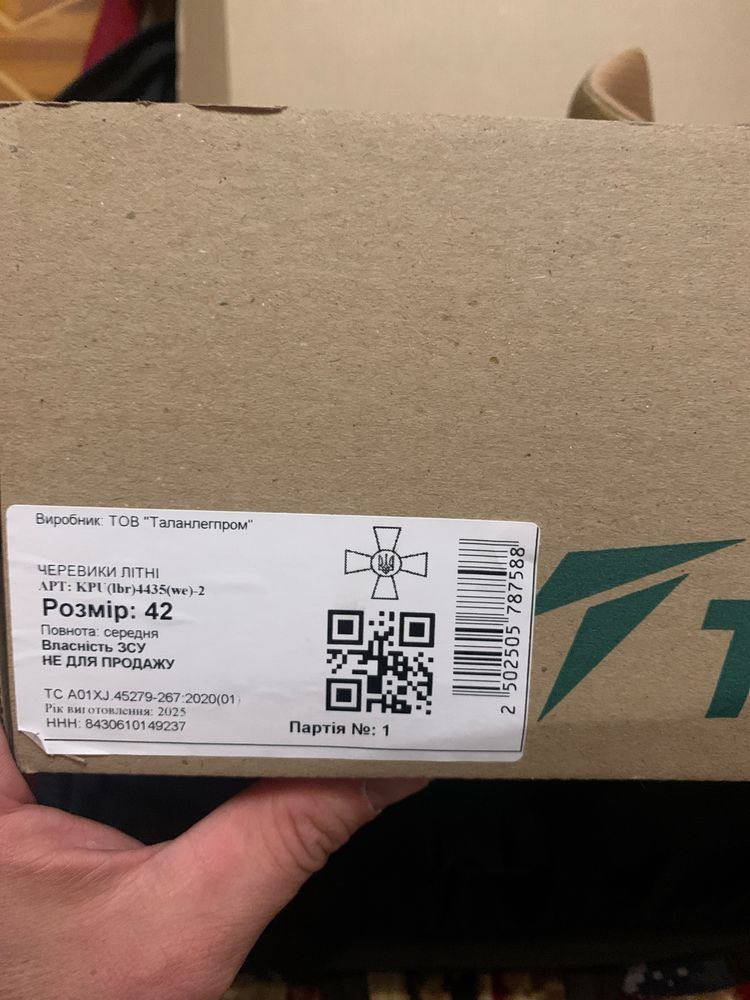 Виробник: ТОВ "Таланлегпром"
ЧЕРЕВИКИ ЛІТНІ
АРТ: KPU(lbr)4435(we)-2
Розмір: 42
Повнота: середня
Власність ЗСУ
НЕ ДЛЯ ПРОДАЖУ
ТС А01XJ.45279-267:2020(01)
Рік виготовлення: 2025
ННН: 8430610149237
Партія №: 1
2 502505 787588
T